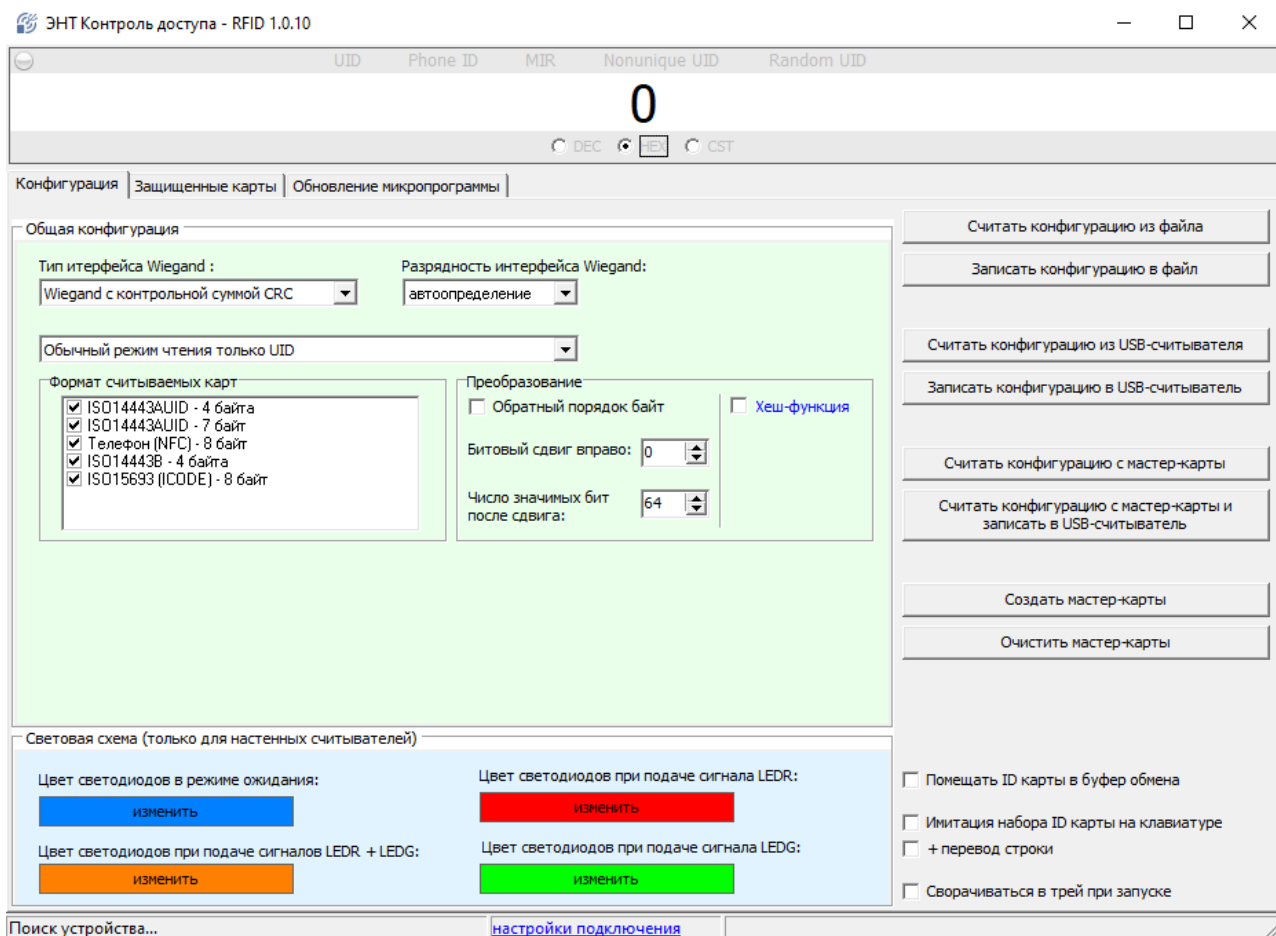 ЭНТ Контроль доступа - RFID 1.0.10
UID Phone ID MIR Nonunique UID Random UID
0
DEC HEX CST
Конфигурация Защищенные карты Обновление микропрограммы
Общая конфигурация
Тип итерфейса Wiegand :
Разрядность интерфейса Wiegand:
Wiegand с контрольной суммой CRC
автоопределение
Обычный режим чтения только UID
Формат считываемых карт
ISO14443AUID - 4 байта
ISO14443AUID - 7 байт
Телефон (NFC) - 8 байт
ISO14443B - 4 байта
ISO15693 (ICODE) - 8 байт
Преобразование
Обратный порядок байт
Хеш-функция
Битовый сдвиг вправо:
0
Число значимых бит
после сдвига:
64
Световая схема (только для настенных считывателей)
Цвет светодиодов в режиме ожидания:
изменить
Цвет светодиодов при подаче сигнала LEDR:
изменить
Цвет светодиодов при подаче сигналов LEDR + LEDG:
изменить
Цвет светодиодов при подаче сигнала LEDG:
изменить
Считать конфигурацию из файла
Записать конфигурацию в файл
Считать конфигурацию из USB-считывателя
Записать конфигурацию в USB-считыватель
Считать конфигурацию с мастер-карты
Считать конфигурацию с мастер-карты и
записать в USB-считыватель
Создать мастер-карты
Очистить мастер-карты
Помещать ID карты в буфер обмена
Имитация набора ID карты на клавиатуре
+ перевод строки
Сворачиваться в трей при запуске
Поиск устройства...
настройки подключения